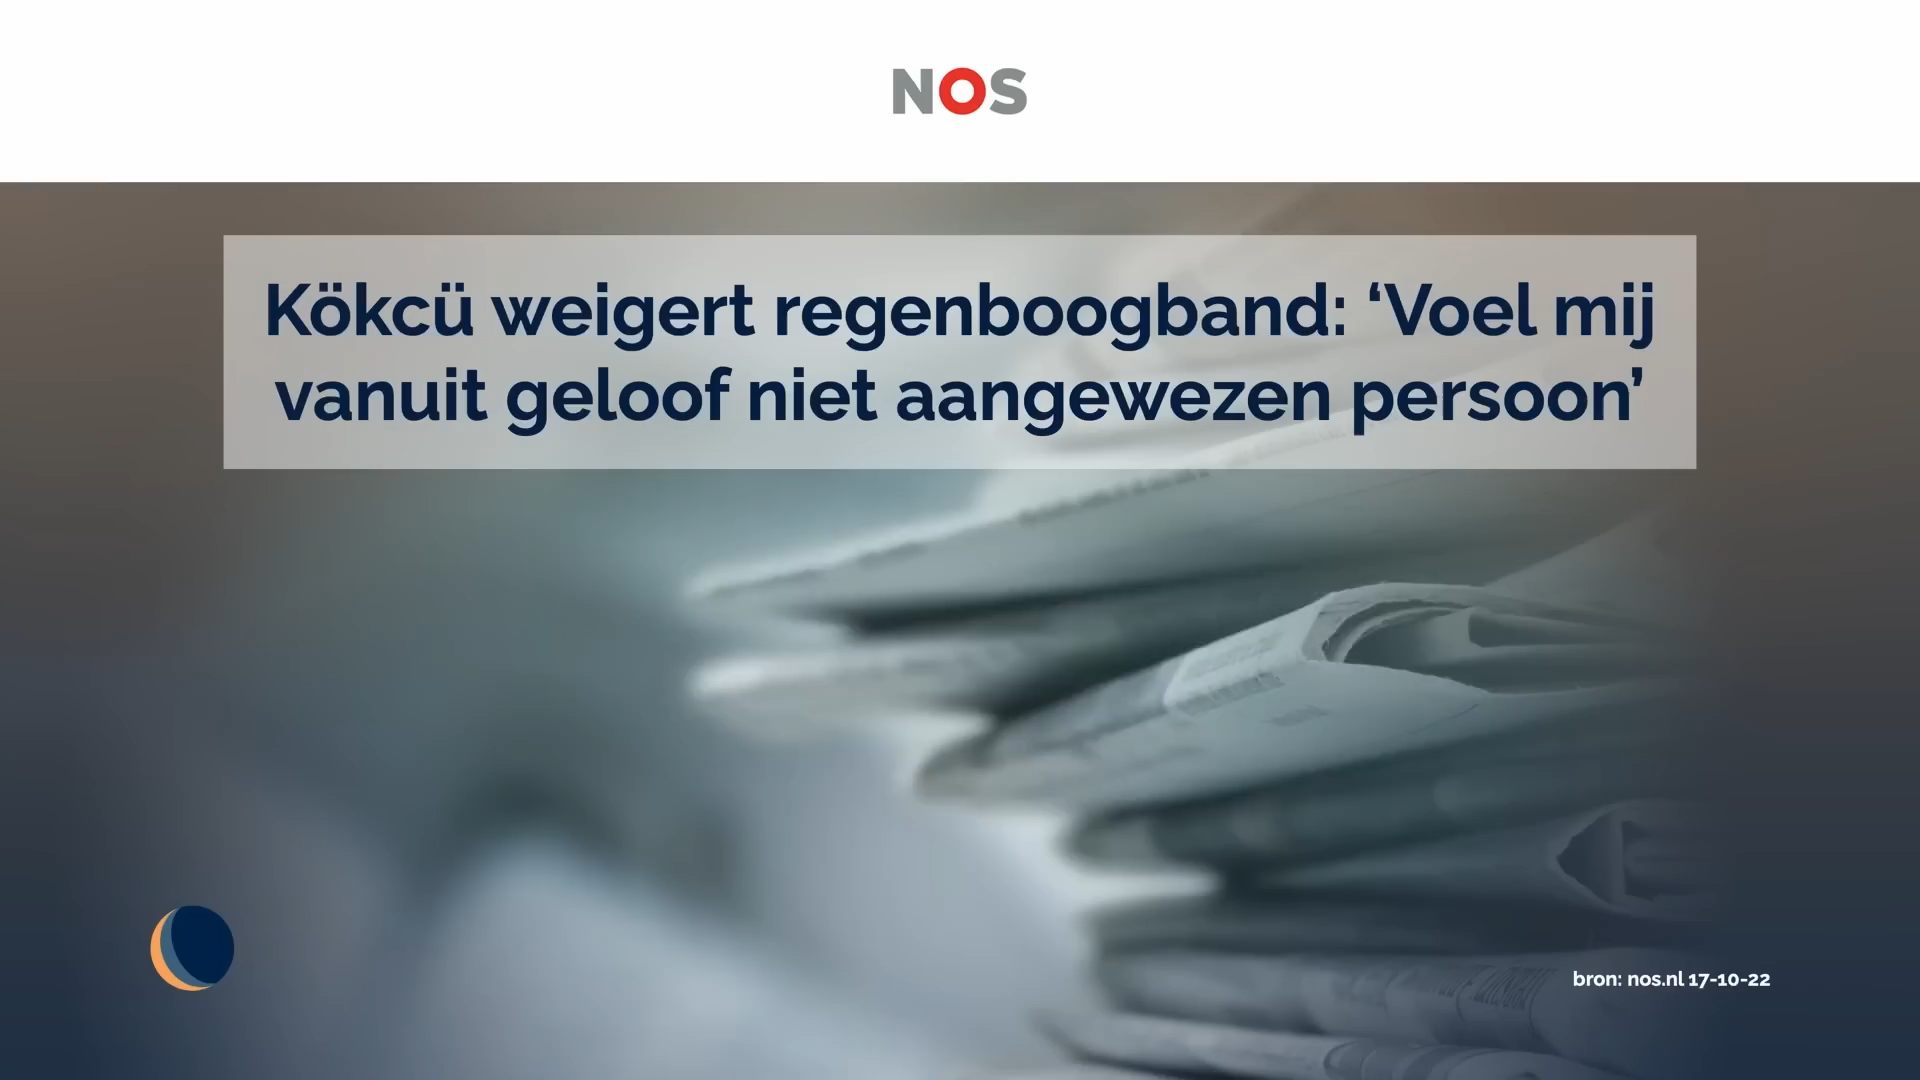 NOS
Kökcü weigert regenboogband: ‘Voel mij
vanuit geloof niet aangewezen persoon’
bron: nos.nl 17-10-22